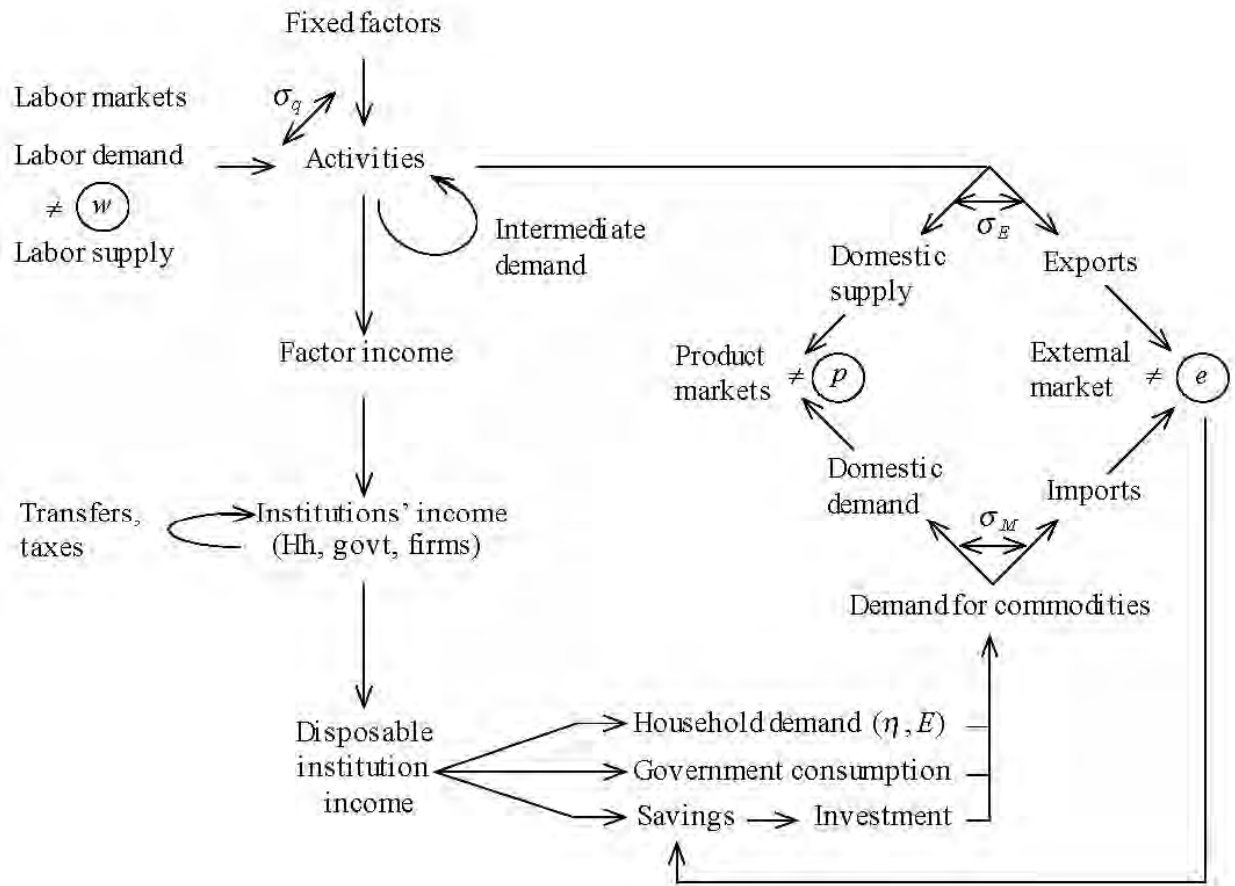 Fixed factors
Labor markets
σq
Labor demand
Activities
≠ w
Labor supply
Intermediate
demand
σE
Domestic
supply
Exports
Factor income
Product
markets ≠ p
External
market ≠ e
Domestic
demand
Imports
σM
Transfers,
taxes
Institutions' income
(Hh, govt, firms)
Demand for commodities
Disposable
institution
income
Household demand (η, E)
Government consumption
Savings
Investment